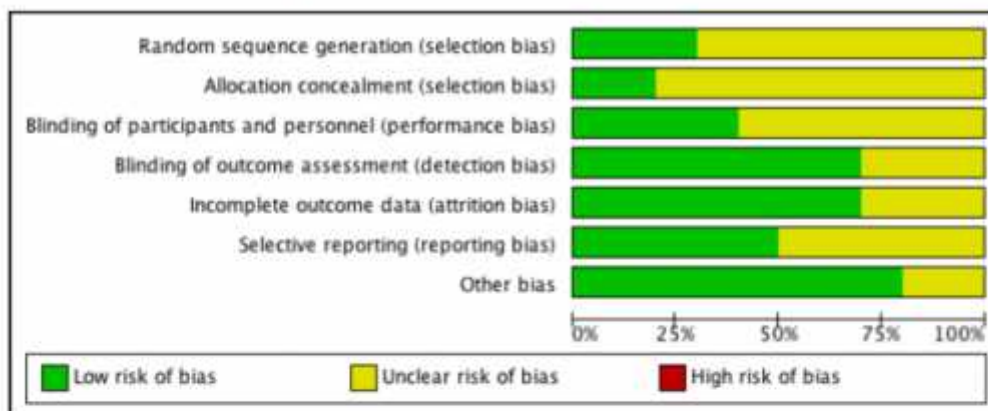 Random sequence generation (selection bias)
Allocation concealment (selection bias)
Blinding of participants and personnel (performance bias)
Blinding of outcome assessment (detection bias)
Incomplete outcome data (attrition bias)
Selective reporting (reporting bias)
Other bias
0% 25% 50% 75% 100%
Low risk of bias Unclear risk of bias High risk of bias